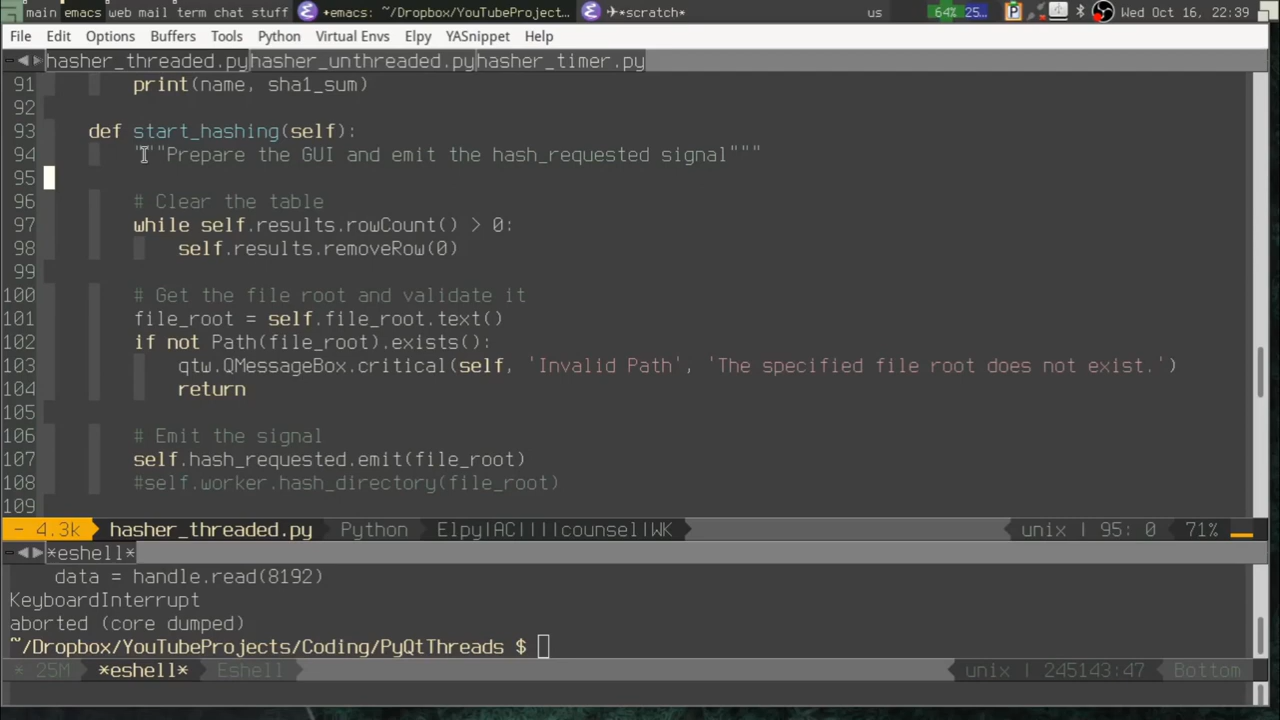 main emacs web mail term chat stuff +emacs: ~/Dropbox/YouTubeProject... ✈*scratch* us 64% 25... Wed Oct 16, 22:39
File Edit Options Buffers Tools Python Virtual Envs Elpy YASnippet Help
hasher_threaded.py hasher_unthreaded.py hasher_timer.py
91 print(name, sha1_sum)
92
93 def start_hashing(self):
94 """Prepare the GUI and emit the hash_requested signal"""
95
96 # Clear the table
97 while self.results.rowCount() > 0:
98 self.results.removeRow(0)
99
100 # Get the file root and validate it
101 file_root = self.file_root.text()
102 if not Path(file_root).exists():
103 qtw.QMessageBox.critical(self, 'Invalid Path', 'The specified file root does not exist.')
104 return
105
106 # Emit the signal
107 self.hash_requested.emit(file_root)
108 #self.worker.hash_directory(file_root)
109
- 4.3k hasher_threaded.py Python Elpy|AC||||counsel|WK unix | 95: 0 71%
*eshell*
data = handle.read(8192)
KeyboardInterrupt
aborted (core dumped)
~/Dropbox/YouTubeProjects/Coding/PyQtThreads $
* 25M *eshell* Eshell unix | 245143:47 Bottom